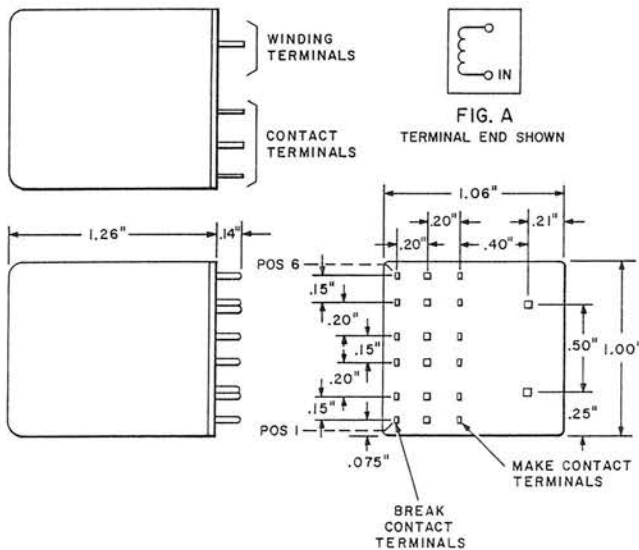 WINDING
TERMINALS
CONTACT
TERMINALS
IN
FIG. A
TERMINAL END SHOWN
1.06"
.20"
.21"
.20"
.40"
1.26"
.14"
POS 6
.15"
.20"
.15"
.20"
.15"
POS 1
.075"
.50"
1.00"
.25"
MAKE CONTACT
TERMINALS
BREAK
CONTACT
TERMINALS